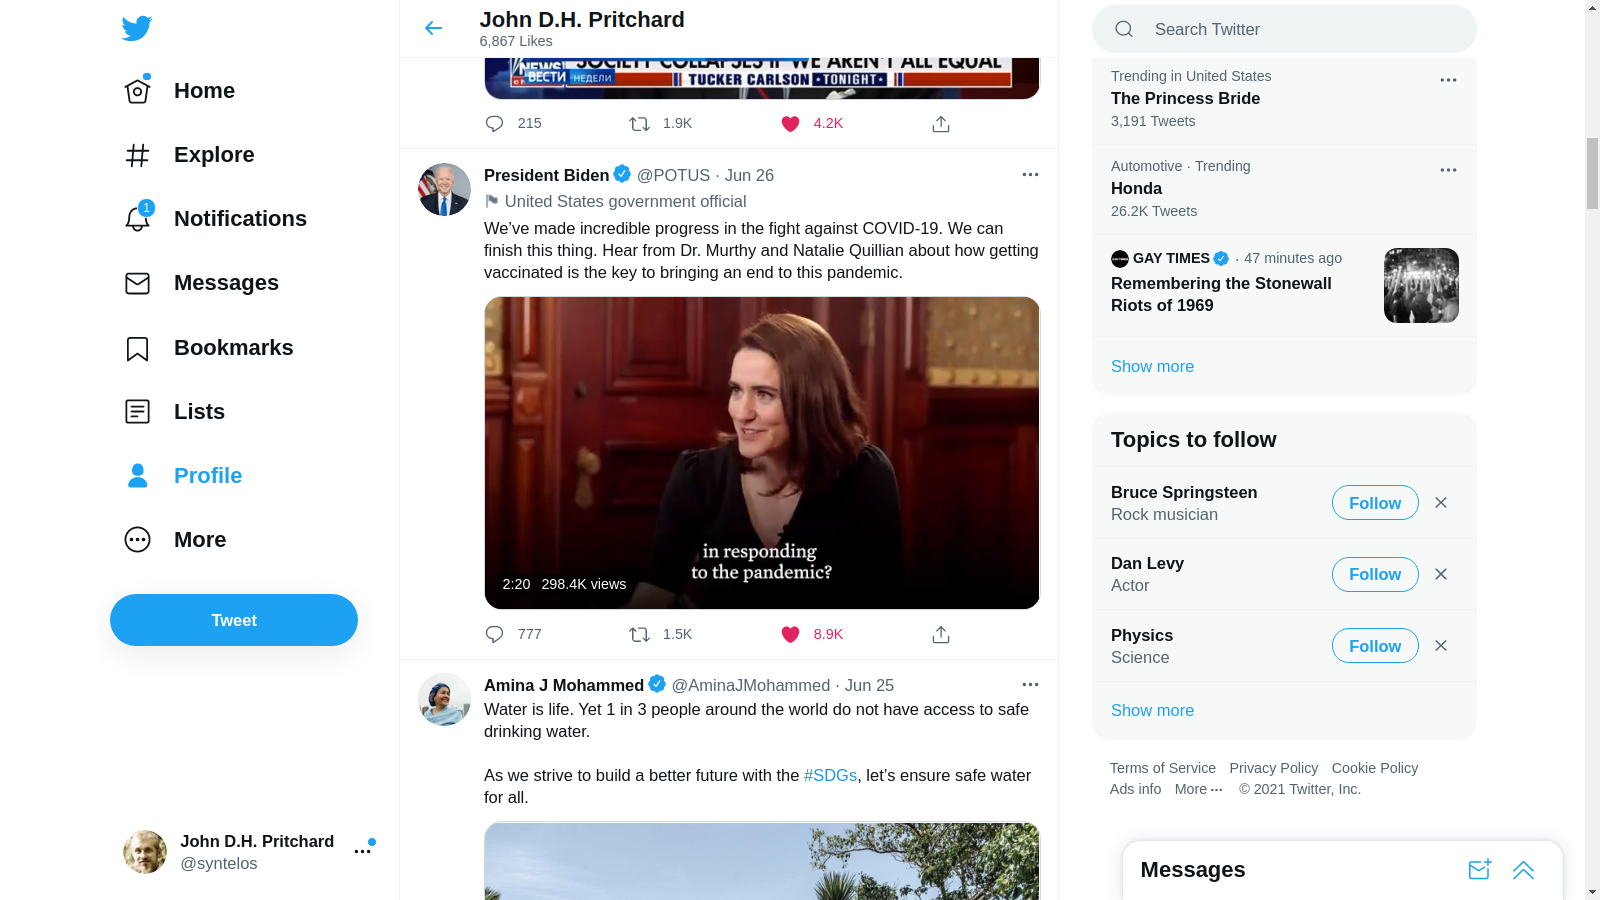 Home
Explore
1
Notifications
Messages
Bookmarks
Lists
Profile
More
Tweet
John D.H. Pritchard
@syntelos
John D.H. Pritchard
6,867 Likes
SOCIETY COLLAPSES IF WE AREN'T ALL EQUAL
NEWS
ВЕСТИ НЕДЕЛИ
TUCKER CARLSON • TONIGHT •
215 1.9K 4.2K
President Biden @POTUS · Jun 26
United States government official
We’ve made incredible progress in the fight against COVID-19. We can
finish this thing. Hear from Dr. Murthy and Natalie Quillian about how getting
vaccinated is the key to bringing an end to this pandemic.
in responding
to the pandemic?
2:20 298.4K views
777 1.5K 8.9K
Amina J Mohammed @AminaJMohammed · Jun 25
Water is life. Yet 1 in 3 people around the world do not have access to safe
drinking water.
As we strive to build a better future with the #SDGs, let’s ensure safe water
for all.
Search Twitter
Trending in United States
The Princess Bride
3,191 Tweets
Automotive · Trending
Honda
26.2K Tweets
GAY TIMES · 47 minutes ago
Remembering the Stonewall
Riots of 1969
Show more
Topics to follow
Bruce Springsteen
Rock musician
Follow
Dan Levy
Actor
Follow
Physics
Science
Follow
Show more
Terms of Service Privacy Policy Cookie Policy
Ads info More ··· © 2021 Twitter, Inc.
Messages